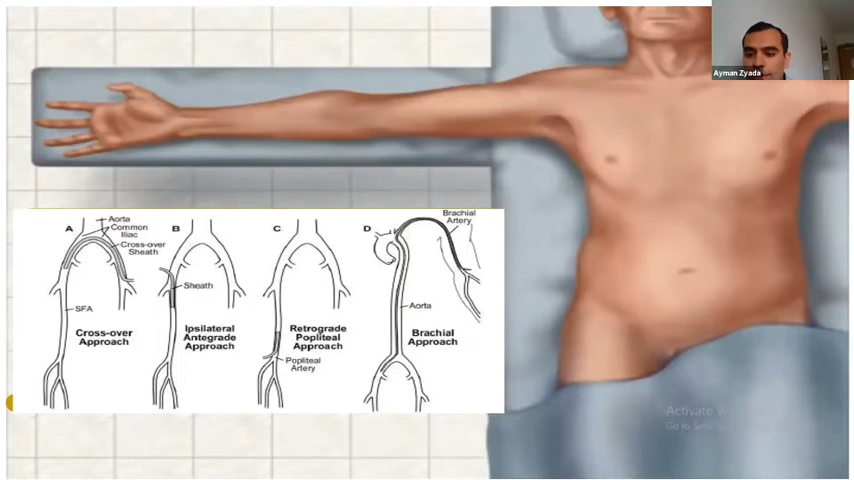 Ayman Zyada
A
Aorta
Common
Iliac
Cross-over
Sheath
SFA
Cross-over
Approach
B
Sheath
Ipsilateral
Antegrade
Approach
C
Retrograde
Popliteal
Approach
Popliteal
Artery
D
Brachial
Artery
Aorta
Brachial
Approach
Activate W
Go to Sett